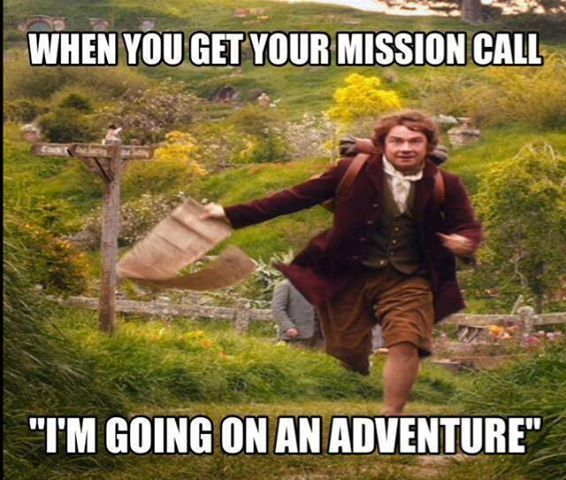 WHEN YOU GET YOUR MISSION CALL
"I'M GOING ON AN ADVENTURE"